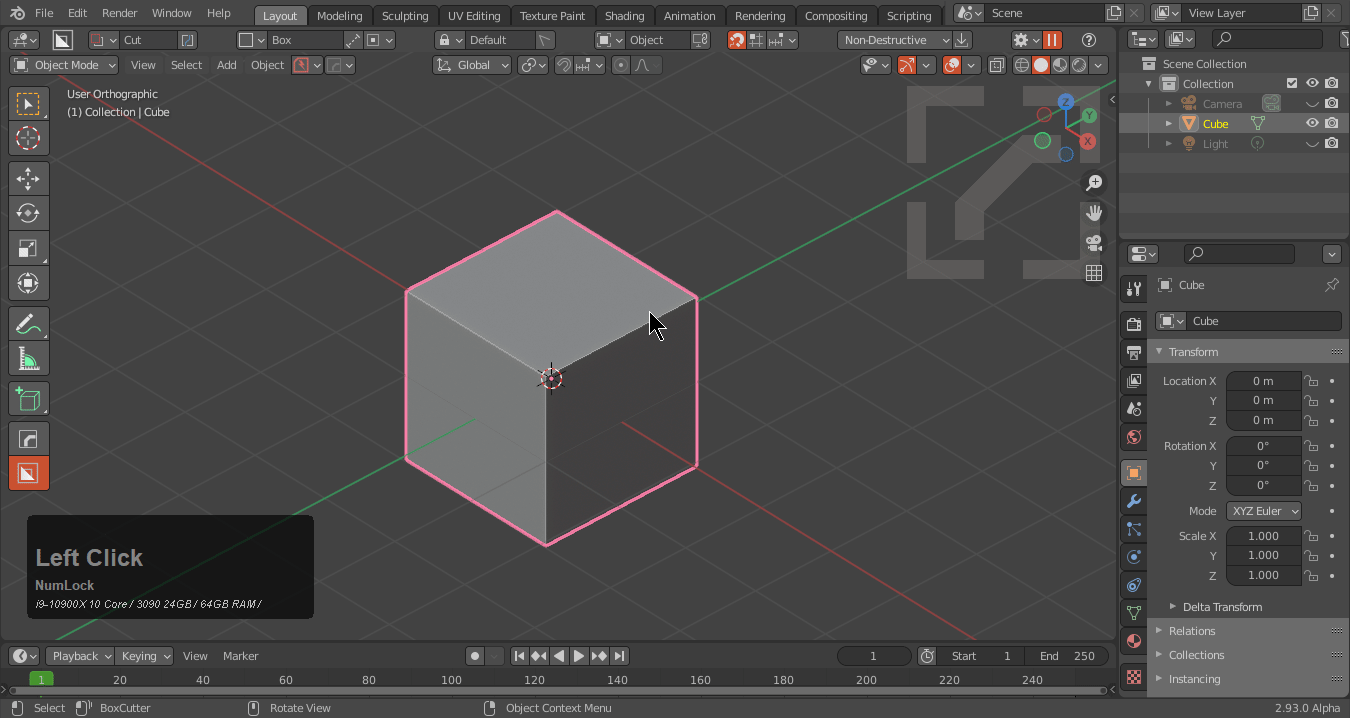 File Edit Render Window Help Layout Modeling Sculpting UV Editing Texture Paint Shading Animation Rendering Compositing Scripting Scene View Layer
Cut Box Default Object Non-Destructive
Object Mode View Select Add Object Global
User Orthographic
(1) Collection | Cube
Z
Y
X
Left Click
NumLock
i9-10900X 10 Core / 3090 24GB / 64GB RAM /
Scene Collection
Collection
Camera
Cube
Light
Cube
Cube
Transform
Location X 0 m
Y 0 m
Z 0 m
Rotation X 0°
Y 0°
Z 0°
Mode XYZ Euler
Scale X 1.000
Y 1.000
Z 1.000
Delta Transform
Relations
Collections
Instancing
Playback Keying View Marker 1 Start 1 End 250
1 20 40 60 80 100 120 140 160 180 200 220 240
Select BoxCutter Rotate View Object Context Menu 2.93.0 Alpha